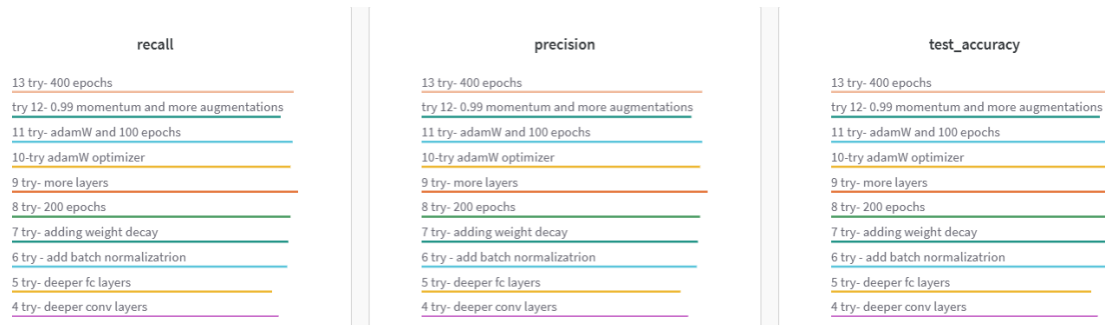 recall
13 try- 400 epochs
try 12- 0.99 momentum and more augmentations
11 try- adamW and 100 epochs
10-try adamW optimizer
9 try- more layers
8 try- 200 epochs
7 try- adding weight decay
6 try - add batch normalizatrion
5 try- deeper fc layers
4 try- deeper conv layers
precision
13 try- 400 epochs
try 12- 0.99 momentum and more augmentations
11 try- adamW and 100 epochs
10-try adamW optimizer
9 try- more layers
8 try- 200 epochs
7 try- adding weight decay
6 try - add batch normalizatrion
5 try- deeper fc layers
4 try- deeper conv layers
test_accuracy
13 try- 400 epochs
try 12- 0.99 momentum and more augmentations
11 try- adamW and 100 epochs
10-try adamW optimizer
9 try- more layers
8 try- 200 epochs
7 try- adding weight decay
6 try - add batch normalizatrion
5 try- deeper fc layers
4 try- deeper conv layers